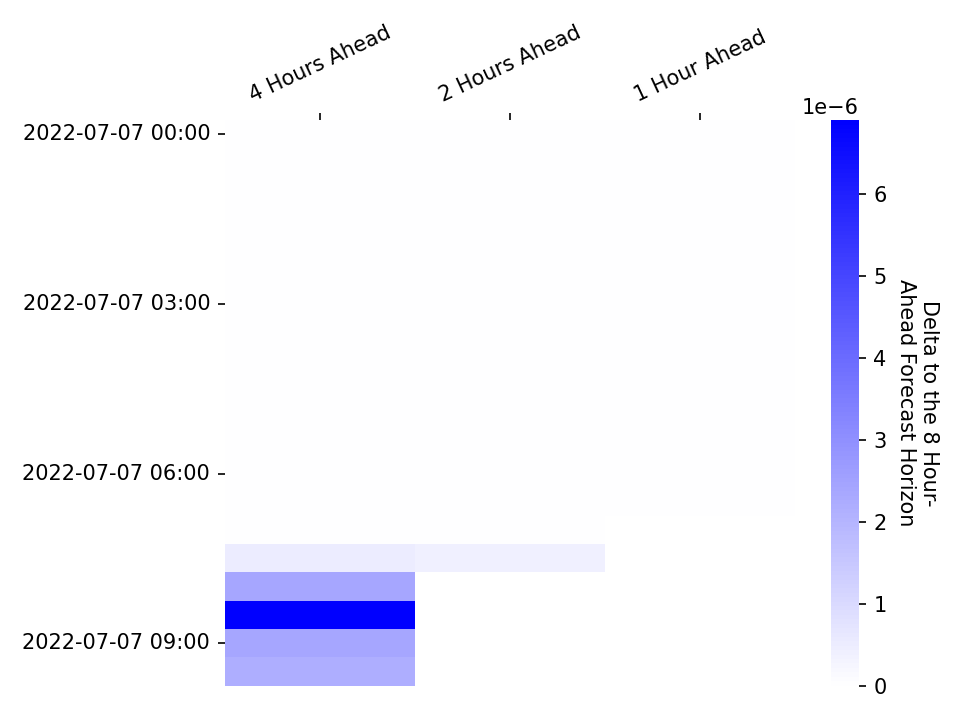 4 Hours Ahead
2 Hours Ahead
1 Hour Ahead
1e−6
2022-07-07 00:00
2022-07-07 03:00
2022-07-07 06:00
2022-07-07 09:00
6
5
4
3
2
1
0
Delta to the 8 Hour-
Ahead Forecast Horizon